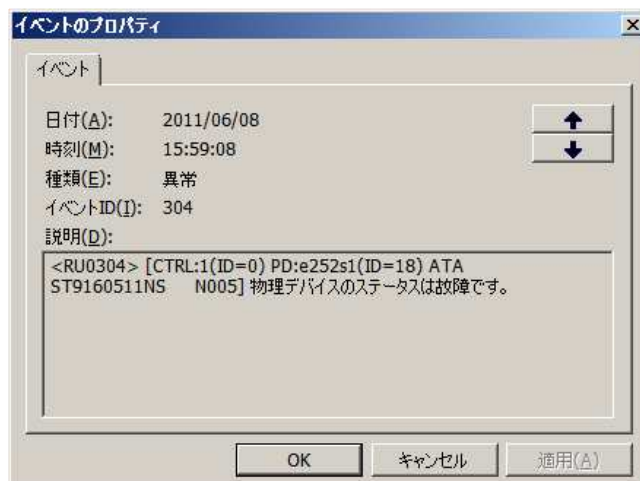 イベントのプロパティ
イベント
日付(A): 2011/06/08
時刻(M): 15:59:08
種類(E): 異常
イベントID(I): 304
説明(D):
<RU0304> [CTRL:1(ID=0) PD:e252s1(ID=18) ATA
ST9160511NS N005] 物理デバイスのステータスは故障です。
OK キャンセル 適用(A)